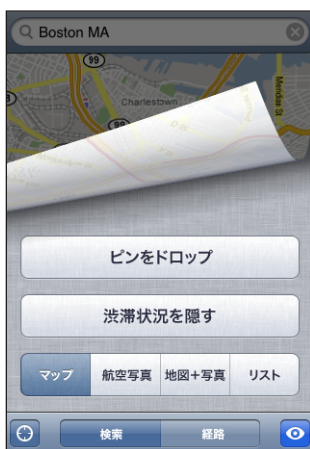 Boston MA
99
Charlestown
99
ピンをドロップ
渋滞状況を隠す
マップ 航空写真 地図+写真 リスト
検索 経路